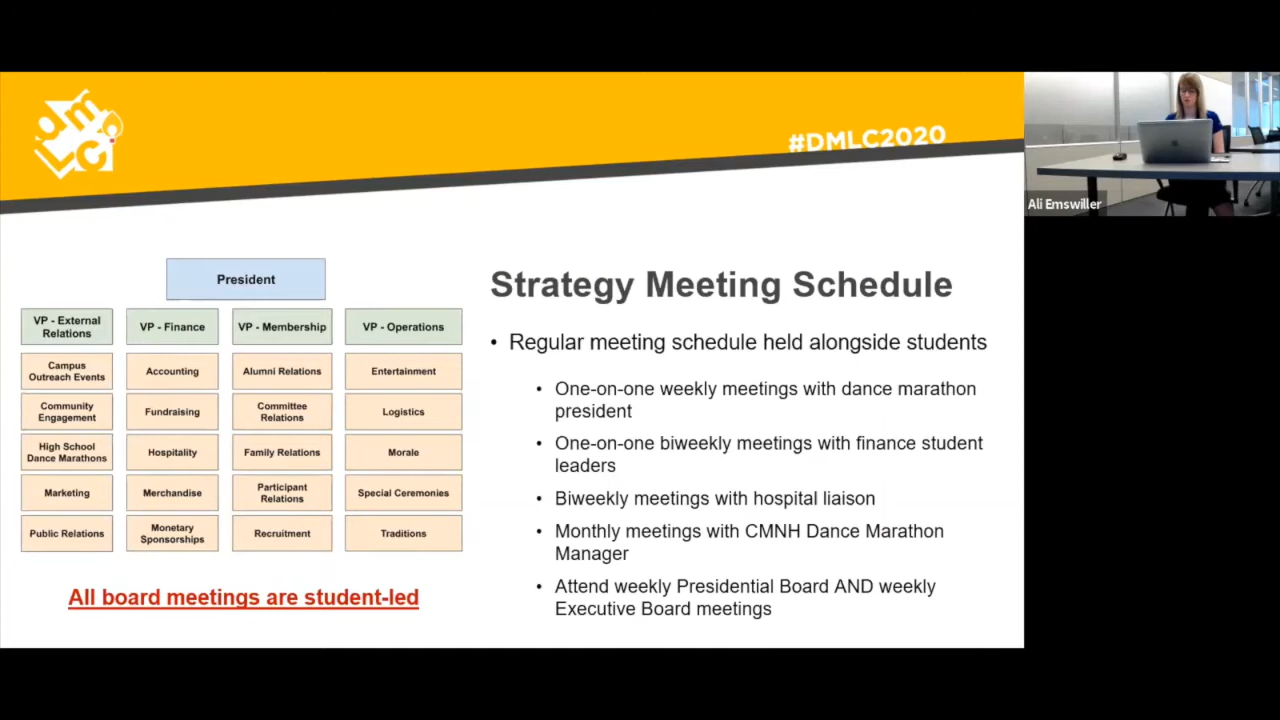 dm
LC
#DMLC2020
Ali Emswiller
President
VP - External
Relations
VP - Finance
VP - Membership
VP - Operations
Campus
Outreach Events
Accounting
Alumni Relations
Entertainment
Community
Engagement
Fundraising
Committee
Relations
Logistics
High School
Dance Marathons
Hospitality
Family Relations
Morale
Marketing
Merchandise
Participant
Relations
Special Ceremonies
Public Relations
Monetary
Sponsorships
Recruitment
Traditions
All board meetings are student-led
Strategy Meeting Schedule
• Regular meeting schedule held alongside students
• One-on-one weekly meetings with dance marathon
president
• One-on-one biweekly meetings with finance student
leaders
• Biweekly meetings with hospital liaison
• Monthly meetings with CMNH Dance Marathon
Manager
• Attend weekly Presidential Board AND weekly
Executive Board meetings